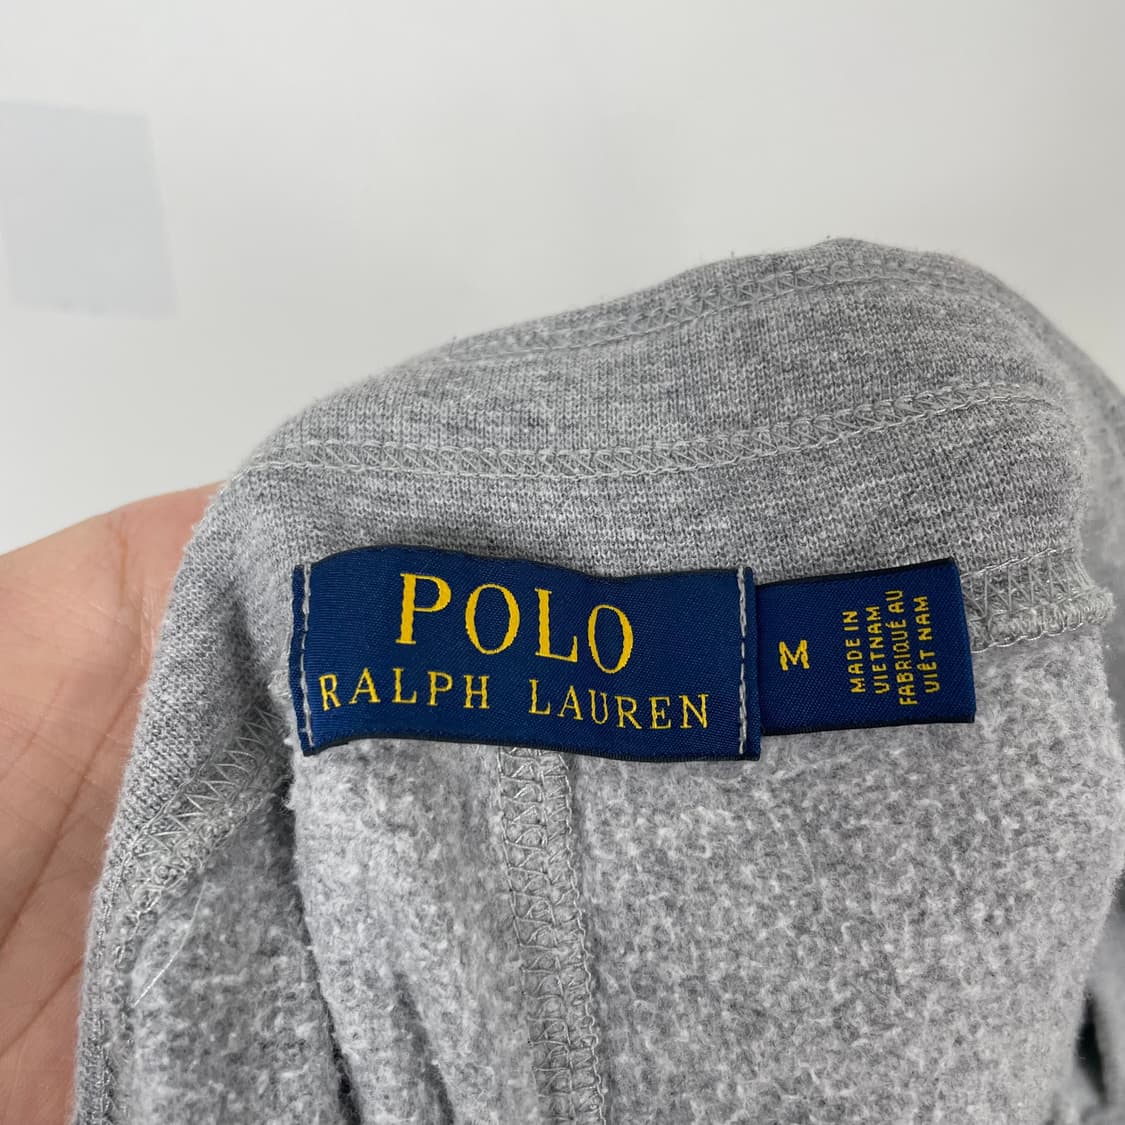 POLO
RALPH LAUREN
M
MADE IN
VIETNAM
FABRIQUÉ AU
VIÊT NAM